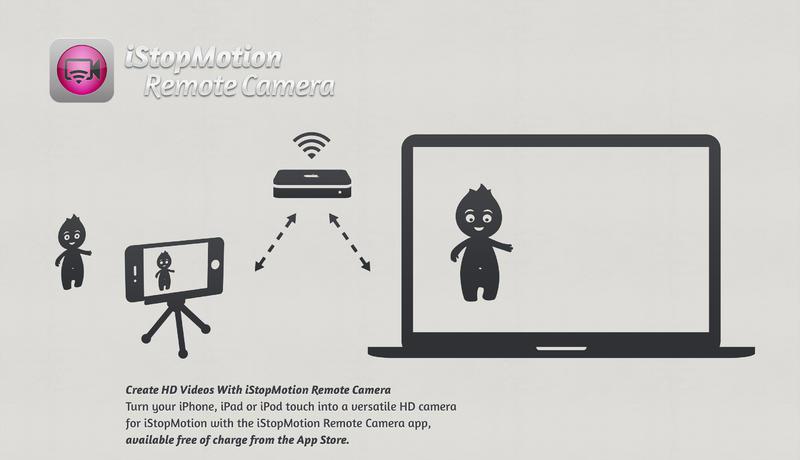 iStopMotion
Remote Camera
Create HD Videos With iStopMotion Remote Camera
Turn your iPhone, iPad or iPod touch into a versatile HD camera
for iStopMotion with the iStopMotion Remote Camera app,
available free of charge from the App Store.